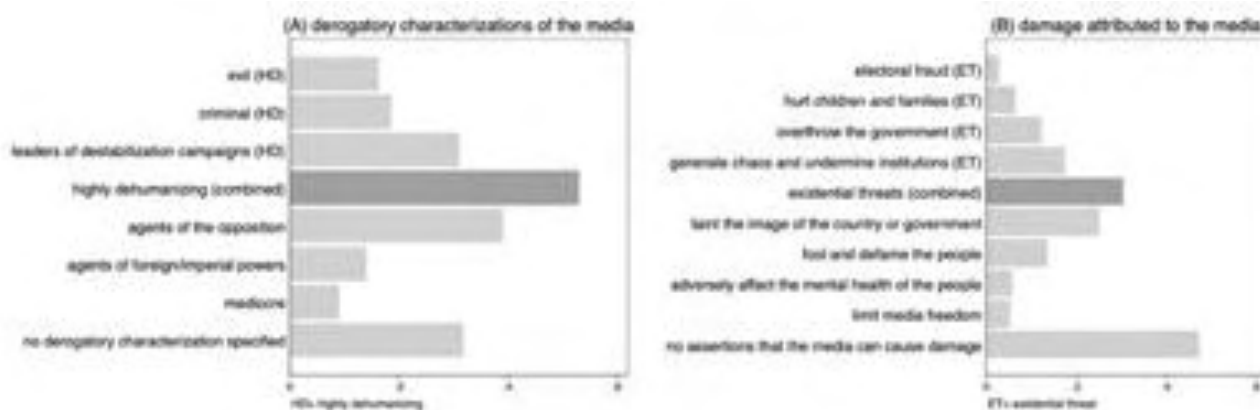 (A) derogatory characterizations of the media
evil (HD)
criminal (HD)
leaders of destabilization campaigns (HD)
highly dehumanizing (combined)
agents of the opposition
agents of foreign/imperial powers
mediocre
no derogatory characterization specified
0 .2 .4 .6
HD= highly dehumanizing
(B) damage attributed to the media
electoral fraud (ET)
hurt children and families (ET)
overthrow the government (ET)
generate chaos and undermine institutions (ET)
existential threats (combined)
taint the image of the country or government
fool and defame the people
adversely affect the mental health of the people
limit media freedom
no assertions that the media can cause damage
0 .2 .4 .6
ET= existential threat